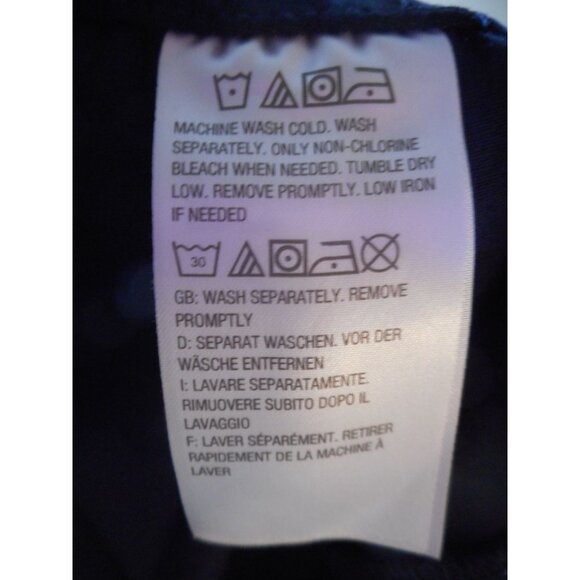 MACHINE WASH COLD. WASH
SEPARATELY. ONLY NON-CHLORINE
BLEACH WHEN NEEDED. TUMBLE DRY
LOW. REMOVE PROMPTLY. LOW IRON
IF NEEDED
30
GB: WASH SEPARATELY. REMOVE
PROMPTLY
D: SEPARAT WASCHEN. VOR DER
WÄSCHE ENTFERNEN
I: LAVARE SEPARATAMENTE.
RIMUOVERE SUBITO DOPO IL
LAVAGGIO
F: LAVER SÉPARÉMENT. RETIRER
RAPIDEMENT DE LA MACHINE À
LAVER